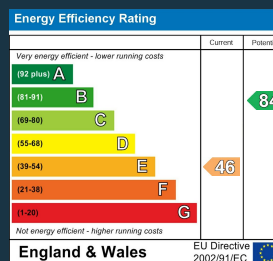 Energy Efficiency Rating
Current Potenti
Very energy efficient - lower running costs
(92 plus) A
(81-91) B 84
(69-80) C
(55-68) D
(39-54) E 46
(21-38) F
(1-20) G
Not energy efficient - higher running costs
England & Wales
EU Directive
2002/91/EC